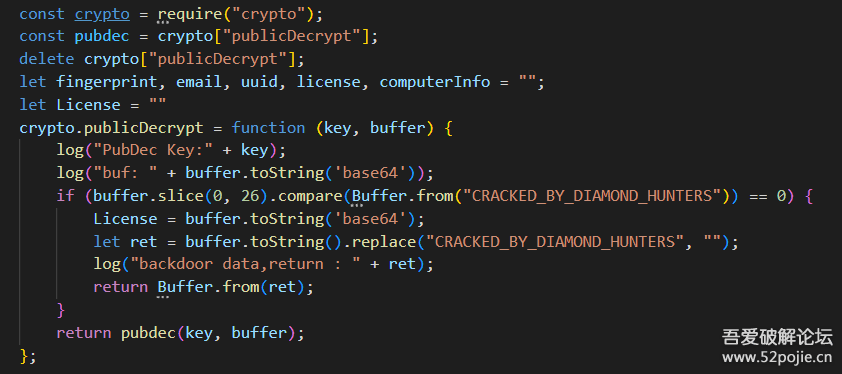 const crypto = require("crypto");
const pubdec = crypto["publicDecrypt"];
delete crypto["publicDecrypt"];
let fingerprint, email, uuid, license, computerInfo = "";
let License = ""
crypto.publicDecrypt = function (key, buffer) {
    log("PubDec Key:" + key);
    log("buf: " + buffer.toString('base64'));
    if (buffer.slice(0, 26).compare(Buffer.from("CRACKED_BY_DIAMOND_HUNTERS")) == 0) {
        License = buffer.toString('base64');
        let ret = buffer.toString().replace("CRACKED_BY_DIAMOND_HUNTERS", "");
        log("backdoor data,return : " + ret);
        return Buffer.from(ret);
    }
    return pubdec(key, buffer);
};
吾爱破解论坛
www.52pojie.cn